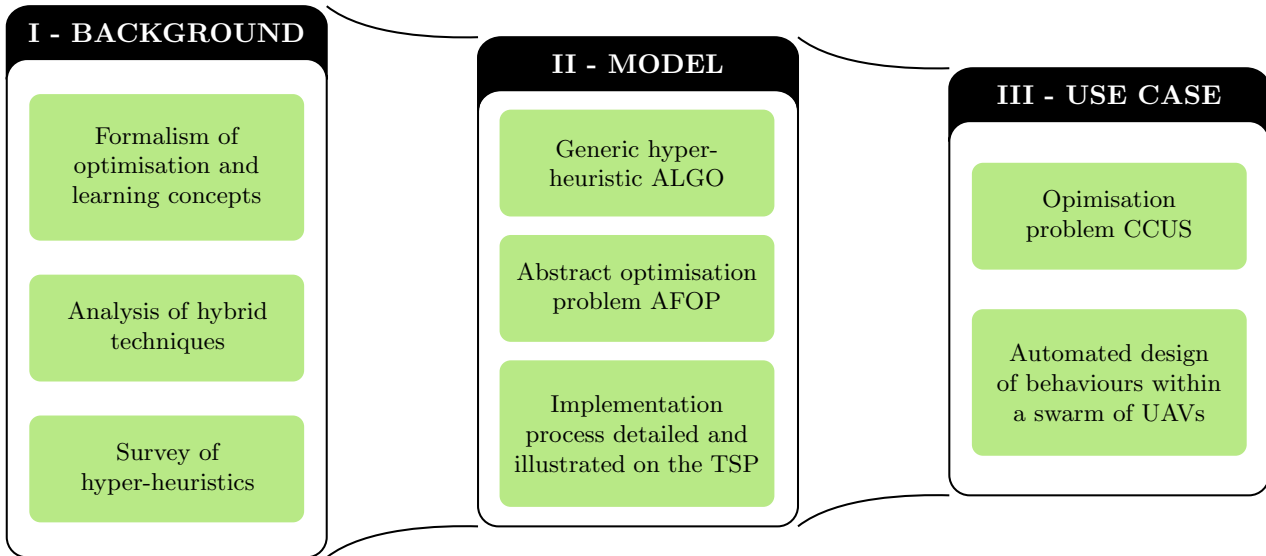 I - BACKGROUND
Formalism of
optimisation and
learning concepts
Analysis of hybrid
techniques
Survey of
hyper-heuristics
II - MODEL
Generic hyper-
heuristic ALGO
Abstract optimisation
problem AFOP
Implementation
process detailed and
illustrated on the TSP
III - USE CASE
Opimisation
problem CCUS
Automated design
of behaviours within
a swarm of UAVs